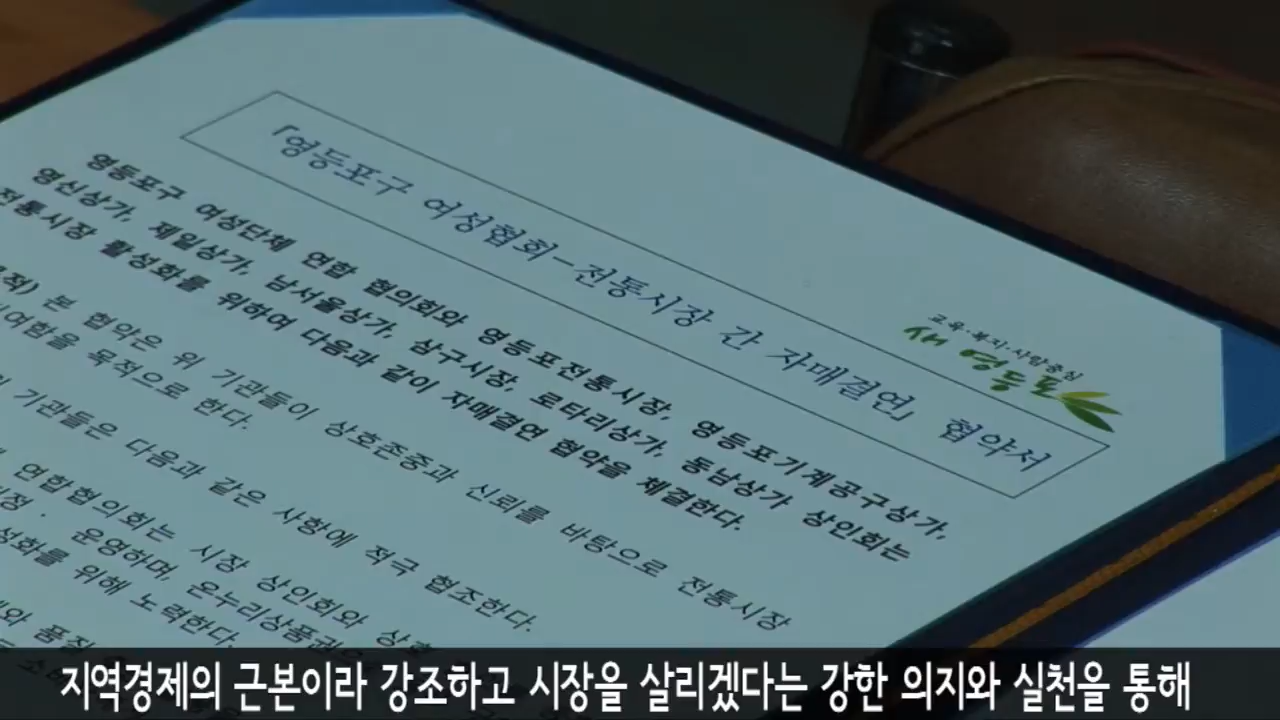 교육·복지·사람중심
새 영등포
「영등포구 여성협회-전통시장 간 자매결연」 협약서
영등포구 여성단체 연합 협의회와 영등포전통시장, 영등포기계공구상가,
영신상가, 제일상가, 남서울상가, 삼구시장, 로타리상가, 동남상가 상인회는
전통시장 활성화를 위하여 다음과 같이 자매결연 협약을 체결한다.
본 협약은 위 기관들이 상호존중과 신뢰를 바탕으로 전통시장
목적으로 한다.
기관들은 다음과 같은 사항에 적극 협조한다.
연합협의회는 시장 상인회와 상호
운영하며, 온누리상품권
위해 노력한다.
품질
지역경제의 근본이라 강조하고 시장을 살리겠다는 강한 의지와 실천을 통해